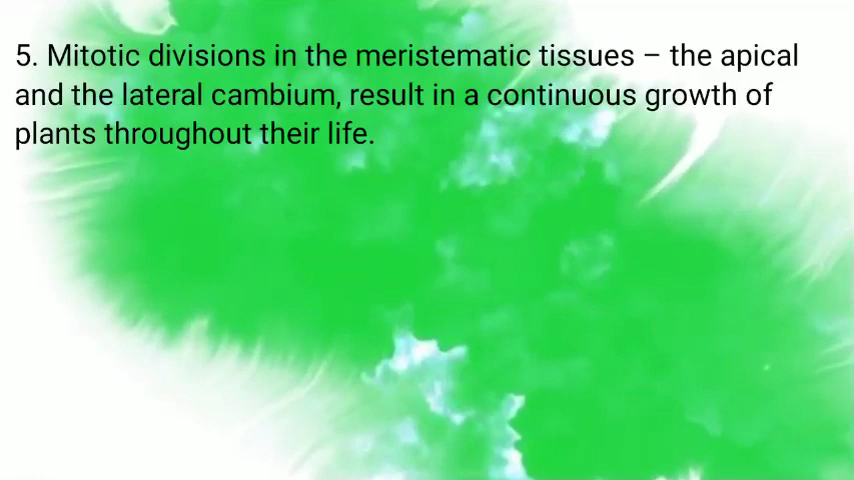 5. Mitotic divisions in the meristematic tissues – the apical
and the lateral cambium, result in a continuous growth of
plants throughout their life.